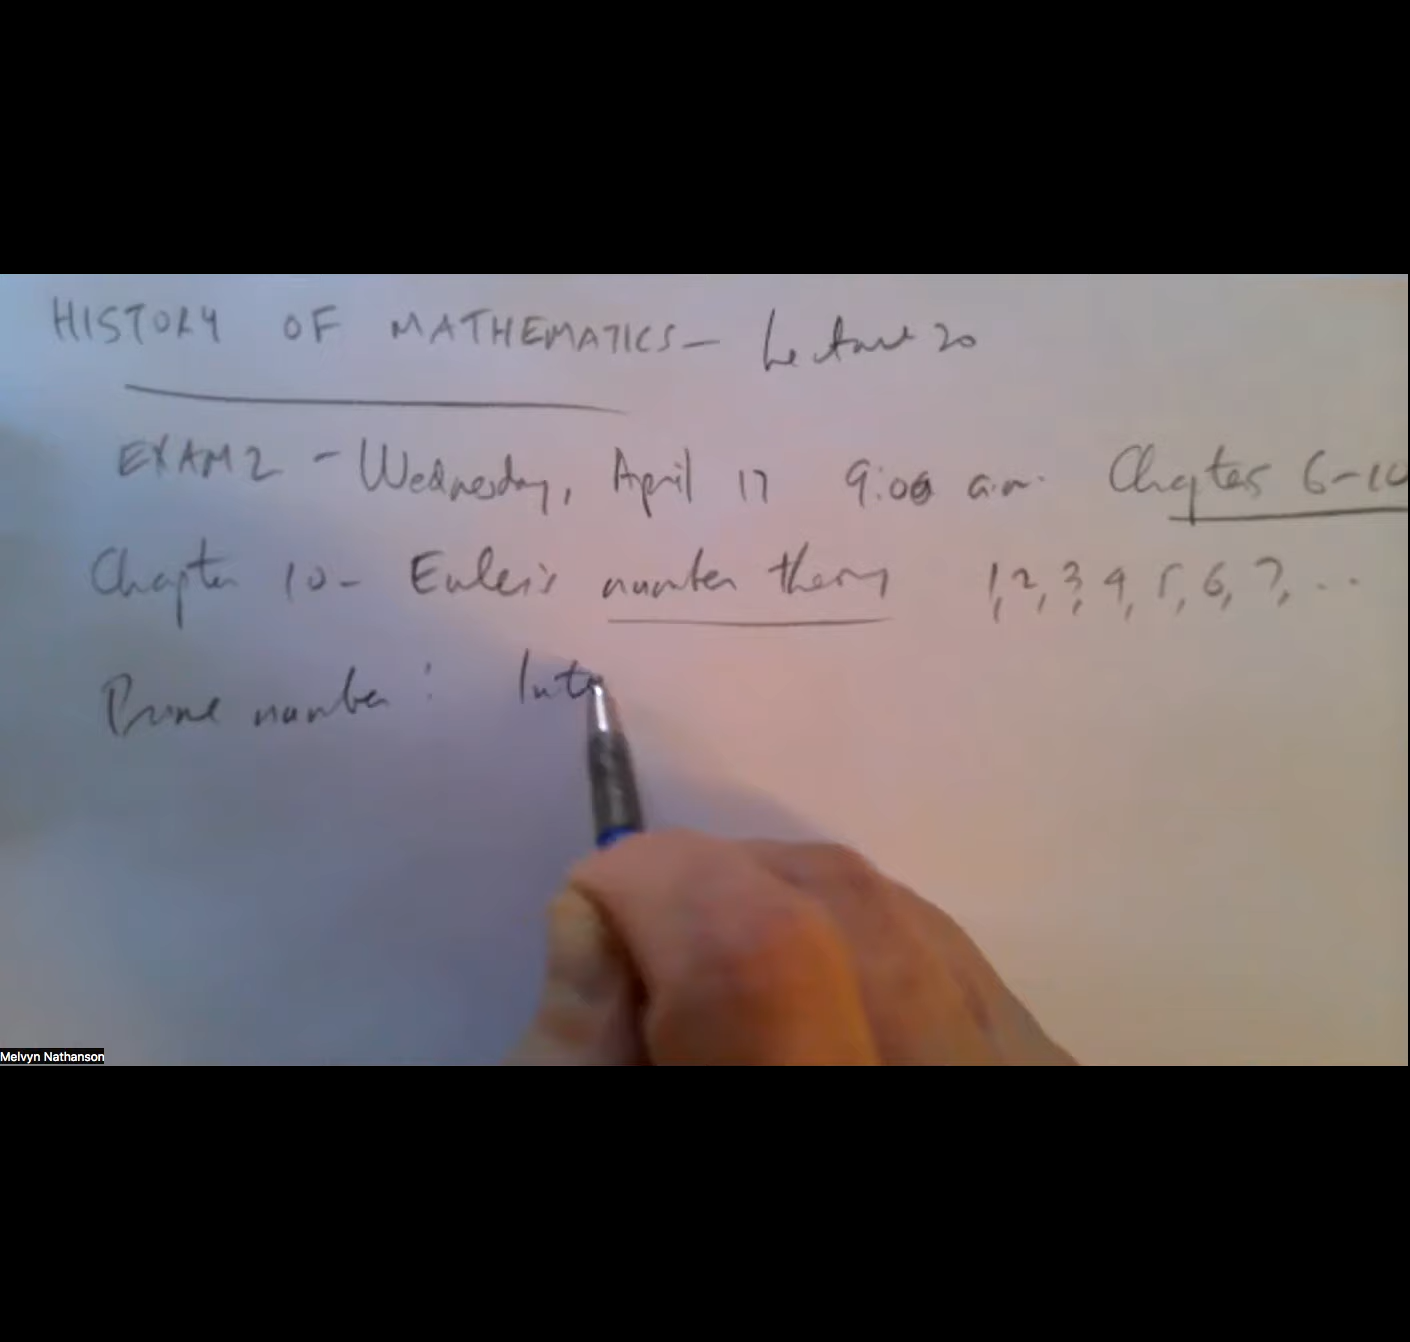 HISTORY OF MATHEMATICS - Lecture 20
EXAM 2 - Wednesday, April 17 9:00 a.m. Chapters 6-10
Chapter 10 - Euler's number theory 1, 2, 3, 4, 5, 6, 7, ...
Prime number : Inte
Melvyn Nathanson